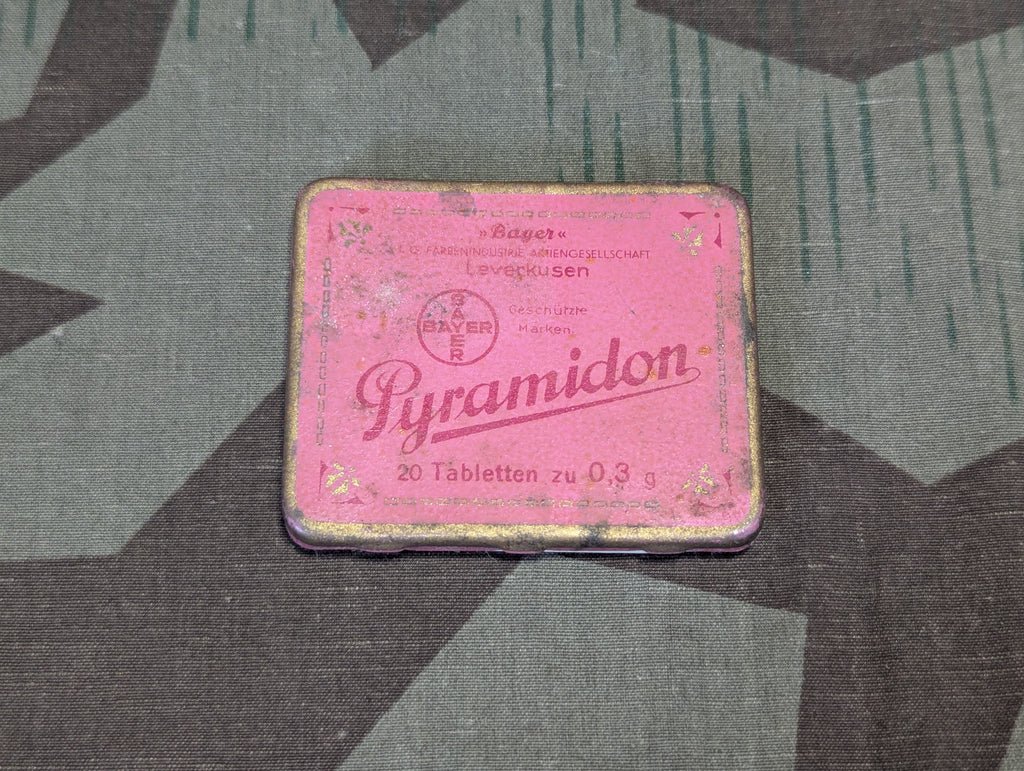 »Bayer«
I. G. FARBENINDUSTRIE AKTIENGESELLSCHAFT
Leverkusen
BAYER
BAYER
Geschützte
Marken.
Pyramidon
20 Tabletten zu 0,3 g